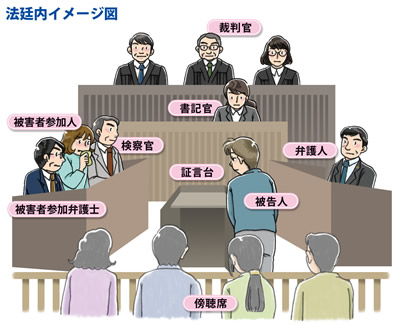 法廷内イメージ図
裁判官
書記官
被害者参加人
検察官
弁護人
証言台
被告人
被害者参加弁護士
傍聴席